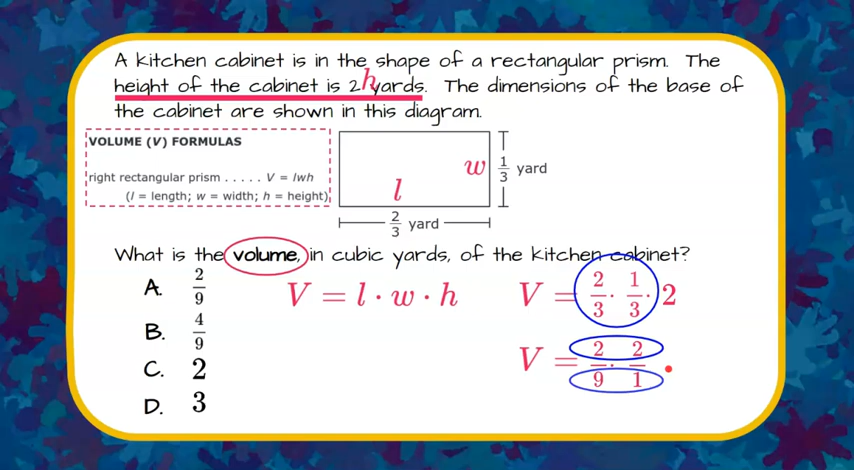 A kitchen cabinet is in the shape of a rectangular prism. The
height of the cabinet is 2 yards. The dimensions of the base of
h
the cabinet are shown in this diagram.
VOLUME (V) FORMULAS
right rectangular prism . . . . . V = lwh
(l = length; w = width; h = height)
l
w
1/3 yard
2/3 yard
What is the volume, in cubic yards, of the kitchen cabinet?
A. 2/9
B. 4/9
C. 2
D. 3
V = l · w · h
V = 2/3 · 1/3 · 2
V = 2/9 · 2/1